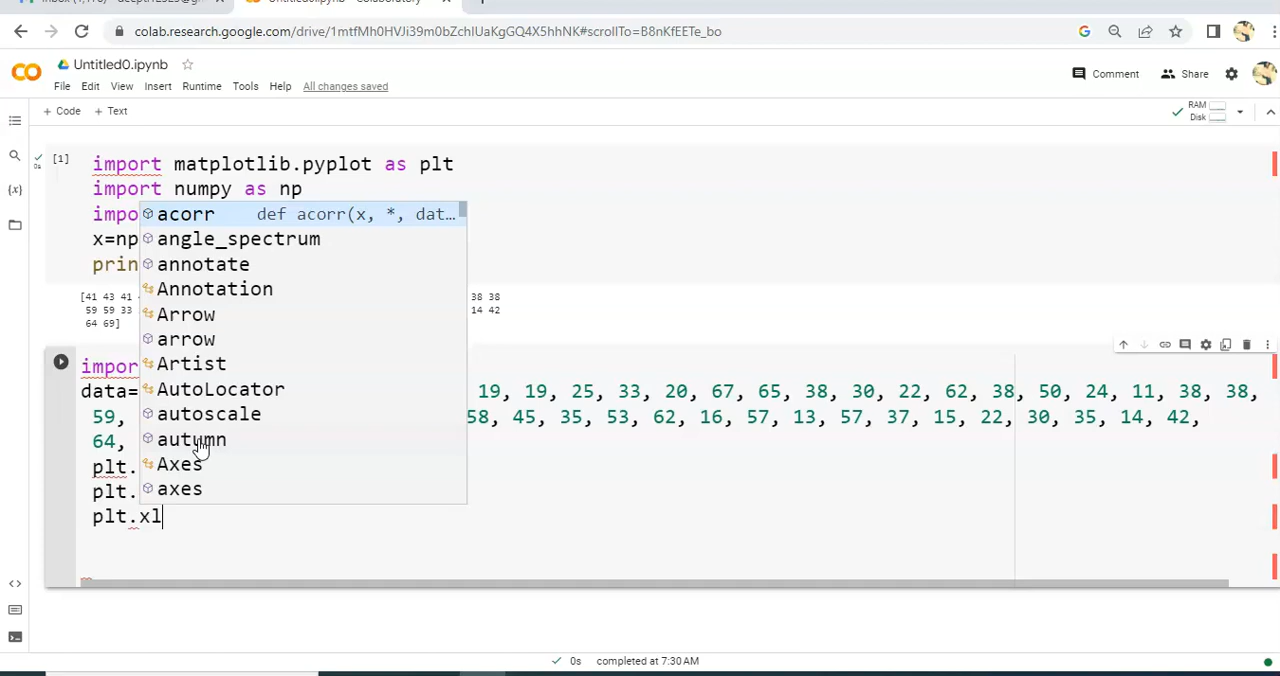 Untitled0.ipynb - Colaboratory
colab.research.google.com/drive/1mtfMh0HVJi39m0bZchIUaKgGQ4X5hhNK#scrollTo=B8nKfEETe_bo
Untitled0.ipynb
Comment
Share
File Edit View Insert Runtime Tools Help All changes saved
+ Code + Text
RAM
Disk
[1]
import matplotlib.pyplot as plt
import numpy as np
impo
x=np
prin
acorr def acorr(x, *, dat…
angle_spectrum
annotate
Annotation
Arrow
arrow
Artist
AutoLocator
autoscale
autumn
Axes
axes
[41 43 41 38 38
59 59 33 14 42
64 69]
impor
data= 19, 19, 25, 33, 20, 67, 65, 38, 30, 22, 62, 38, 50, 24, 11, 38, 38,
59, 58, 45, 35, 53, 62, 16, 57, 13, 57, 37, 15, 22, 30, 35, 14, 42,
64,
plt.
plt.
plt.xl
0s completed at 7:30 AM